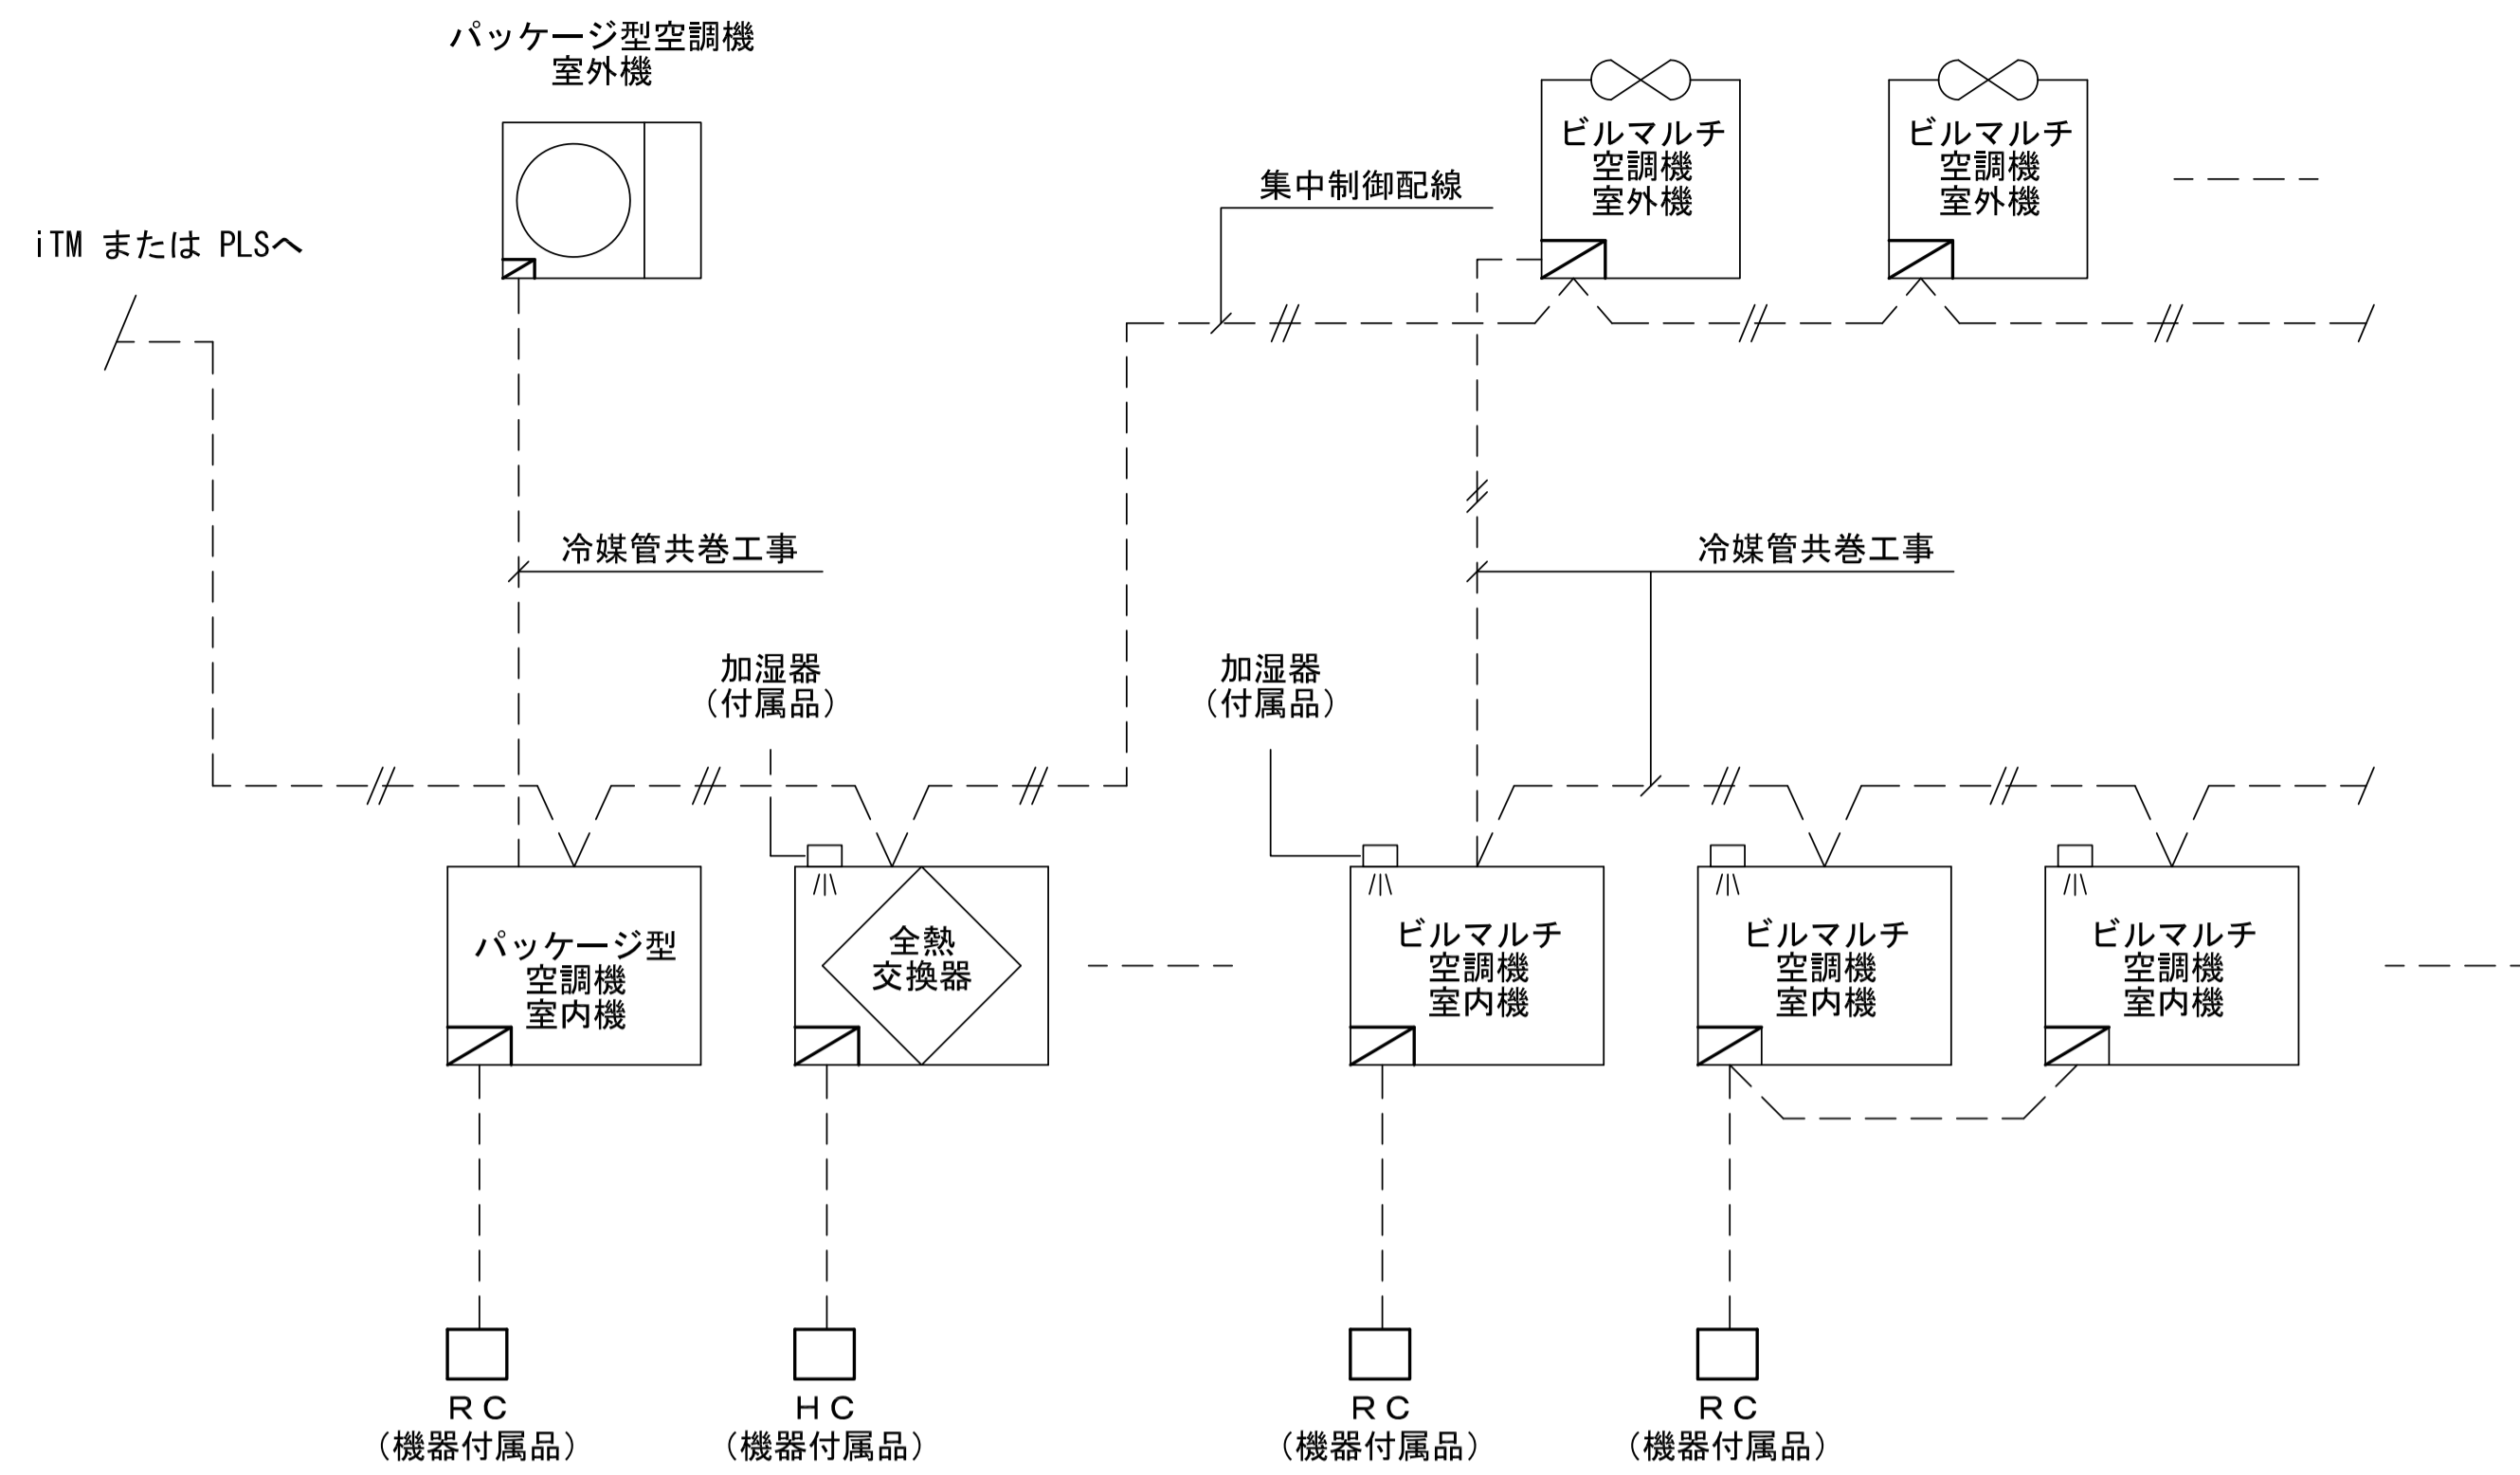 パッケージ型空調機
室外機
ビルマルチ
空調機
室外機
ビルマルチ
空調機
室外機
集中制御配線
iTM または PLSへ
冷媒管共巻工事
冷媒管共巻工事
加湿器
(付属品)
加湿器
(付属品)
パッケージ型
空調機
室内機
全熱
交換器
ビルマルチ
空調機
室内機
ビルマルチ
空調機
室内機
ビルマルチ
空調機
室内機
ＲＣ
(機器付属品)
ＨＣ
(機器付属品)
ＲＣ
(機器付属品)
ＲＣ
(機器付属品)